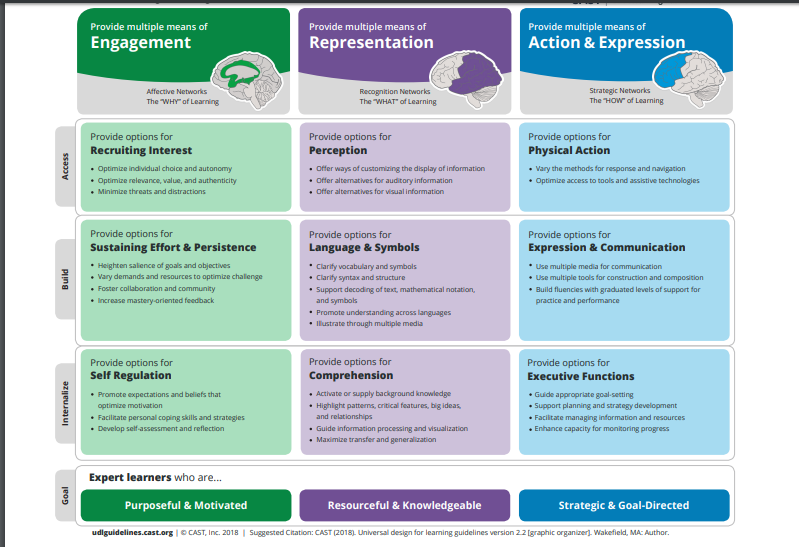 Provide multiple means of
Engagement
Affective Networks
The "WHY" of Learning
Provide multiple means of
Representation
Recognition Networks
The "WHAT" of Learning
Provide multiple means of
Action & Expression
Strategic Networks
The "HOW" of Learning
Access
Provide options for
Recruiting Interest
• Optimize individual choice and autonomy
• Optimize relevance, value, and authenticity
• Minimize threats and distractions
Provide options for
Perception
• Offer ways of customizing the display of information
• Offer alternatives for auditory information
• Offer alternatives for visual information
Provide options for
Physical Action
• Vary the methods for response and navigation
• Optimize access to tools and assistive technologies
Build
Provide options for
Sustaining Effort & Persistence
• Heighten salience of goals and objectives
• Vary demands and resources to optimize challenge
• Foster collaboration and community
• Increase mastery-oriented feedback
Provide options for
Language & Symbols
• Clarify vocabulary and symbols
• Clarify syntax and structure
• Support decoding of text, mathematical notation,
and symbols
• Promote understanding across languages
• Illustrate through multiple media
Provide options for
Expression & Communication
• Use multiple media for communication
• Use multiple tools for construction and composition
• Build fluencies with graduated levels of support for
practice and performance
Internalize
Provide options for
Self Regulation
• Promote expectations and beliefs that
optimize motivation
• Facilitate personal coping skills and strategies
• Develop self-assessment and reflection
Provide options for
Comprehension
• Activate or supply background knowledge
• Highlight patterns, critical features, big ideas,
and relationships
• Guide information processing and visualization
• Maximize transfer and generalization
Provide options for
Executive Functions
• Guide appropriate goal-setting
• Support planning and strategy development
• Facilitate managing information and resources
• Enhance capacity for monitoring progress
Goal
Expert learners who are...
Purposeful & Motivated
Resourceful & Knowledgeable
Strategic & Goal-Directed
udlguidelines.cast.org | © CAST, Inc. 2018 | Suggested Citation: CAST (2018). Universal design for learning guidelines version 2.2 [graphic organizer]. Wakefield, MA: Author.